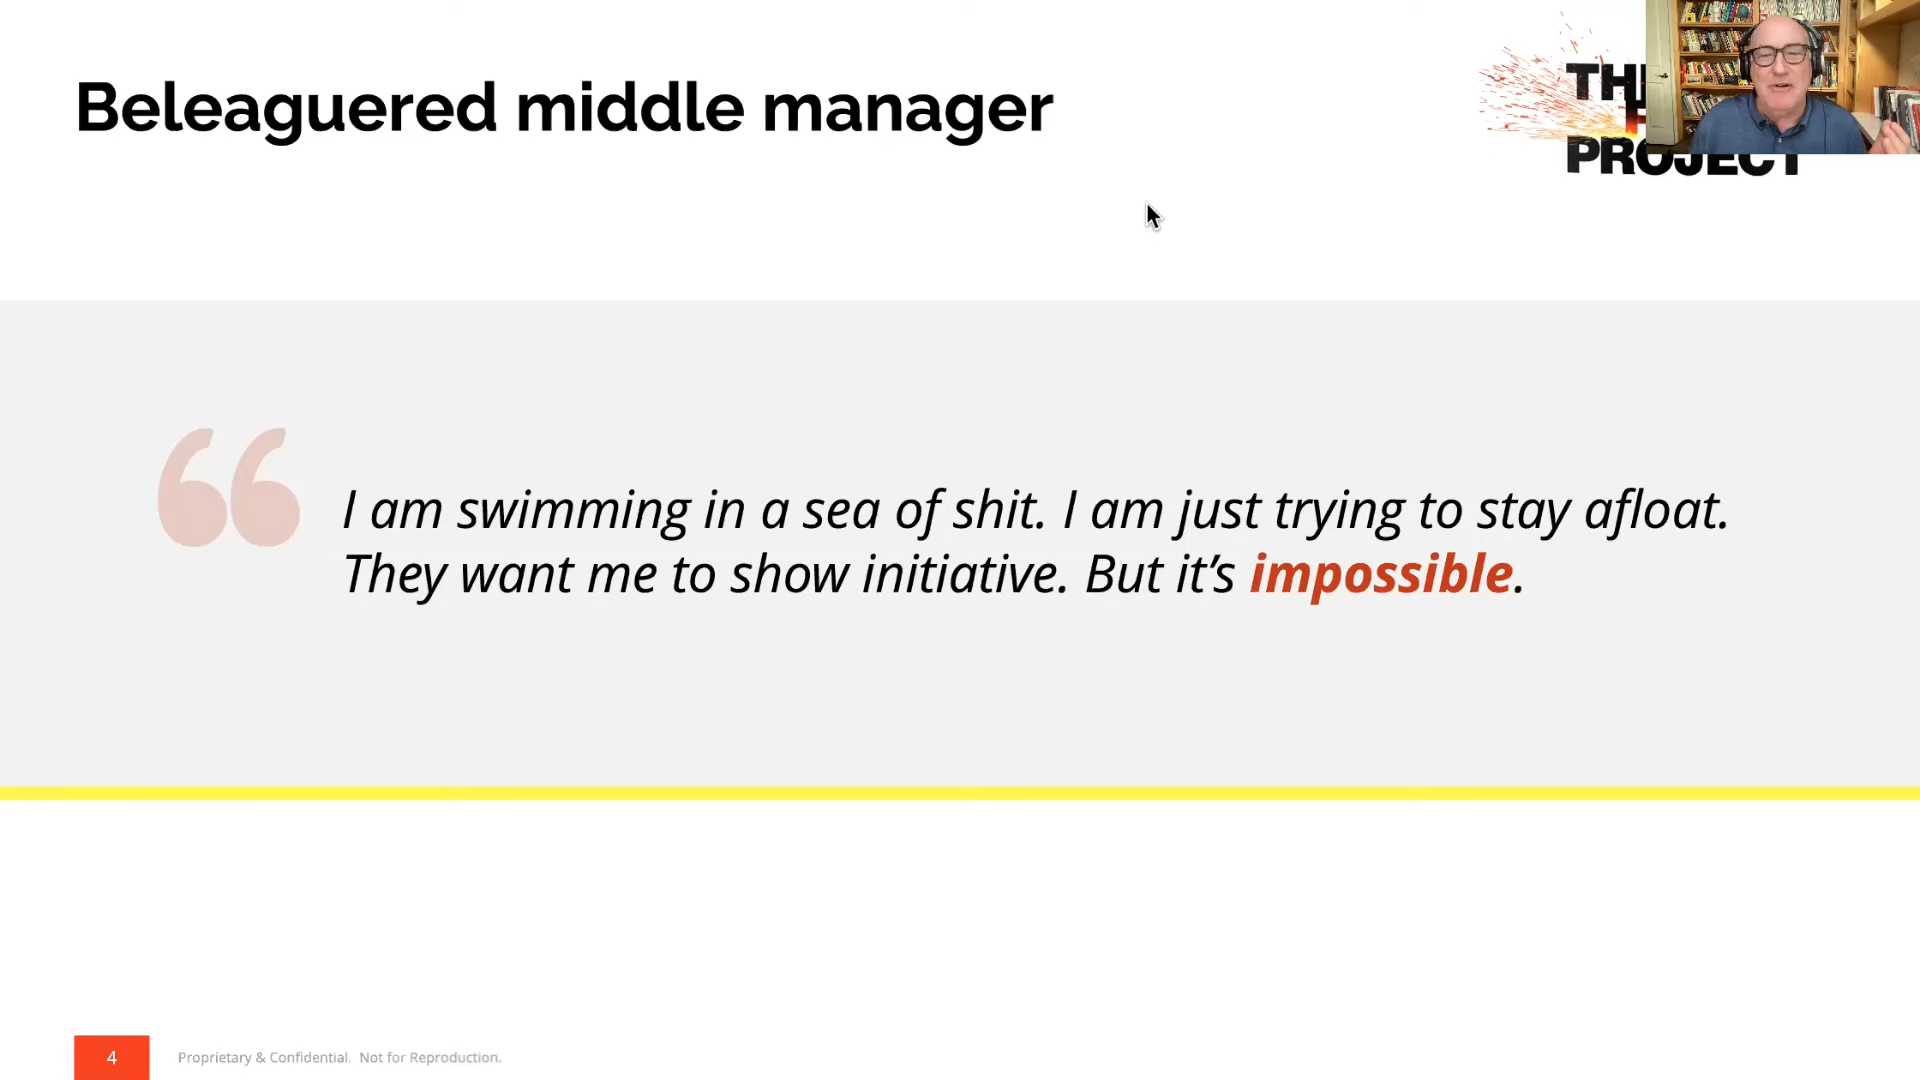 Beleaguered middle manager
PROJECT
“
I am swimming in a sea of shit. I am just trying to stay afloat.
They want me to show initiative. But it’s impossible.
4
Proprietary & Confidential. Not for Reproduction.